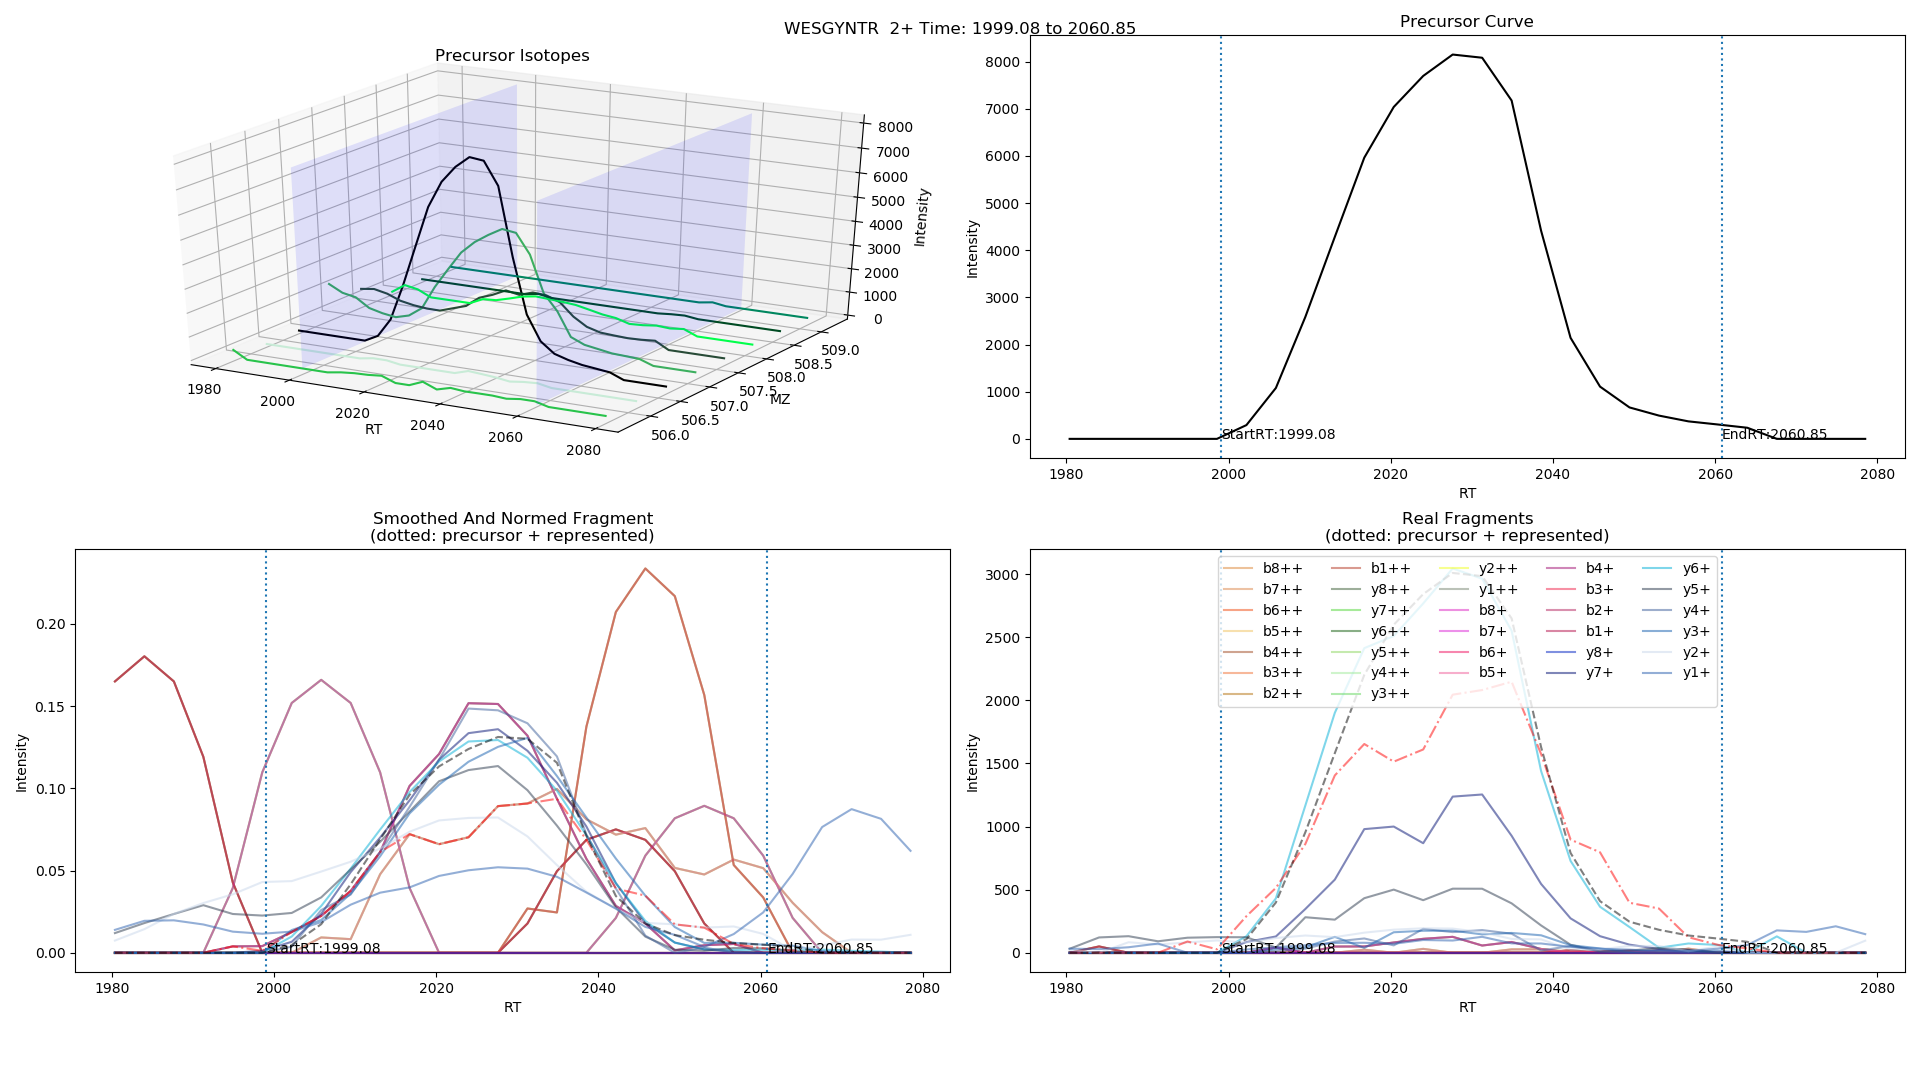 WESGYNTR  2+ Time: 1999.08 to 2060.85
Precursor Isotopes
8000
7000
6000
5000
4000
3000
2000
1000
0
Intensity
1980
2000
2020
2040
2060
2080
RT
506.0
506.5
507.0
507.5
508.0
508.5
509.0
MZ
Precursor Curve
8000
7000
6000
5000
4000
3000
2000
1000
0
Intensity
StartRT:1999.08
EndRT:2060.85
1980
2000
2020
2040
2060
2080
RT
Smoothed And Normed Fragment
(dotted: precursor + represented)
0.20
0.15
0.10
0.05
0.00
Intensity
StartRT:1999.08
EndRT:2060.85
1980
2000
2020
2040
2060
2080
RT
Real Fragments
(dotted: precursor + represented)
3000
2500
2000
1500
1000
500
0
Intensity
b8++
b7++
b6++
b5++
b4++
b3++
b2++
b1++
y8++
y7++
y6++
y5++
y4++
y3++
y2++
y1++
b8+
b7+
b6+
b5+
b4+
b3+
b2+
b1+
y8+
y7+
y6+
y5+
y4+
y3+
y2+
y1+
StartRT:1999.08
EndRT:2060.85
1980
2000
2020
2040
2060
2080
RT